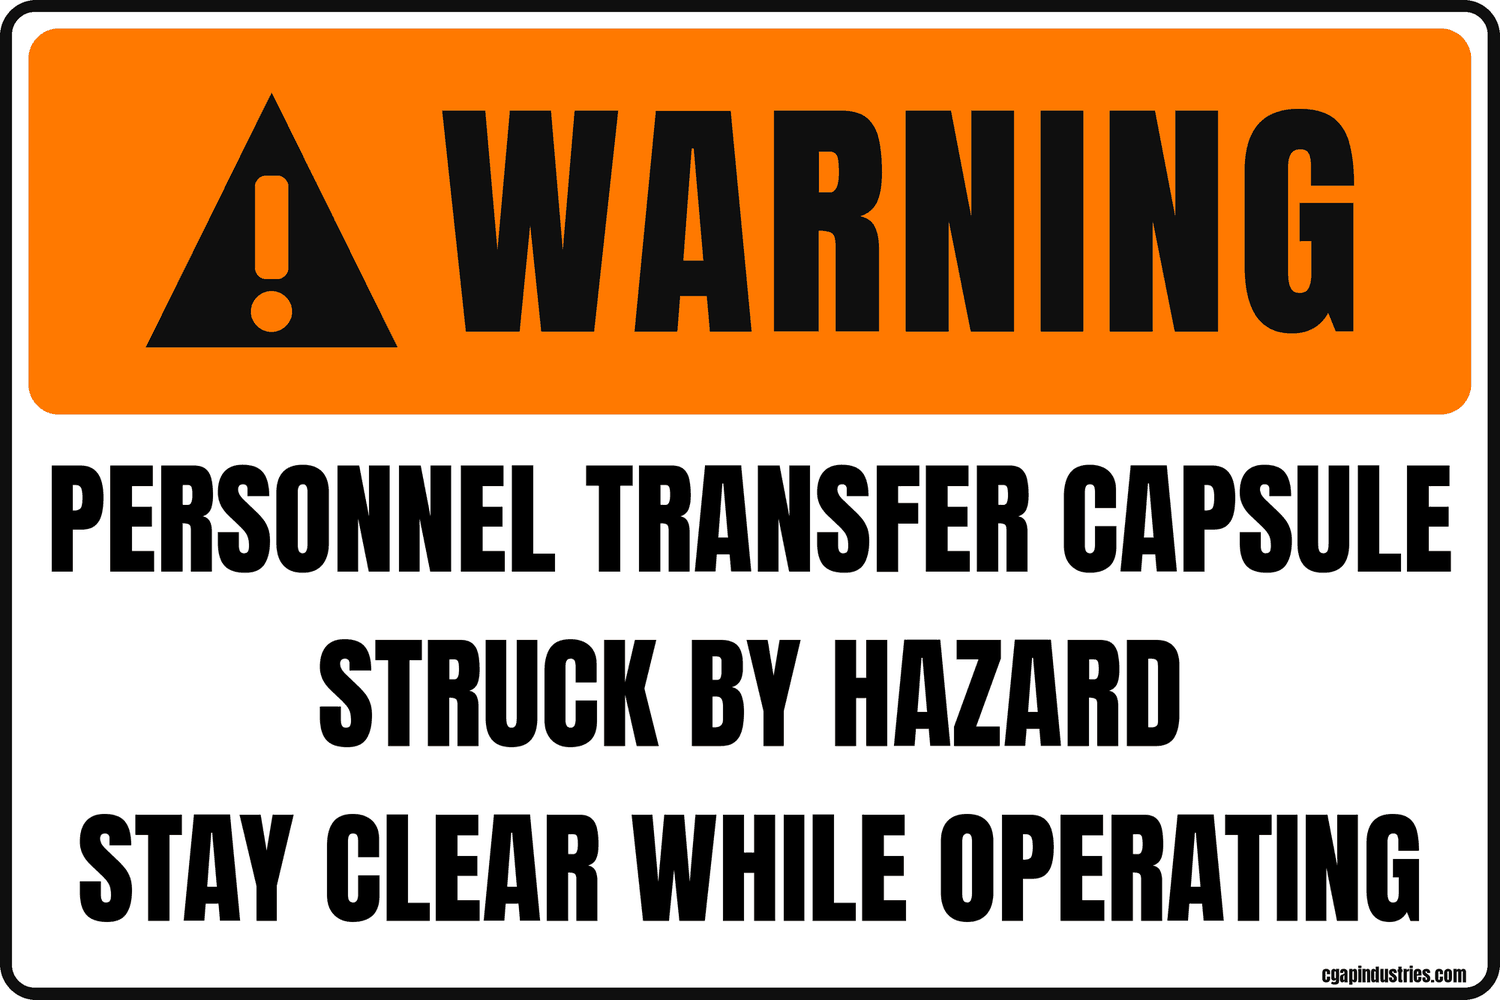 WARNING
PERSONNEL TRANSFER CAPSULE
STRUCK BY HAZARD
STAY CLEAR WHILE OPERATING
cgapindustries.com